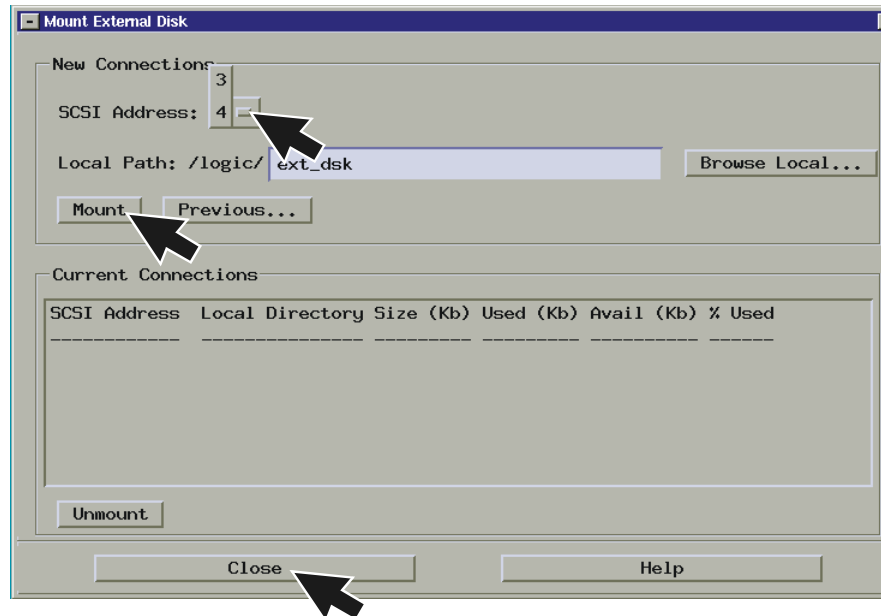 Mount External Disk
New Connections
3
SCSI Address: 4
Local Path: /logic/ ext_dsk Browse Local...
Mount Previous...
Current Connections
SCSI Address Local Directory Size (Kb) Used (Kb) Avail (Kb) % Used
------------ --------------- --------- --------- ---------- ------
Unmount
Close Help